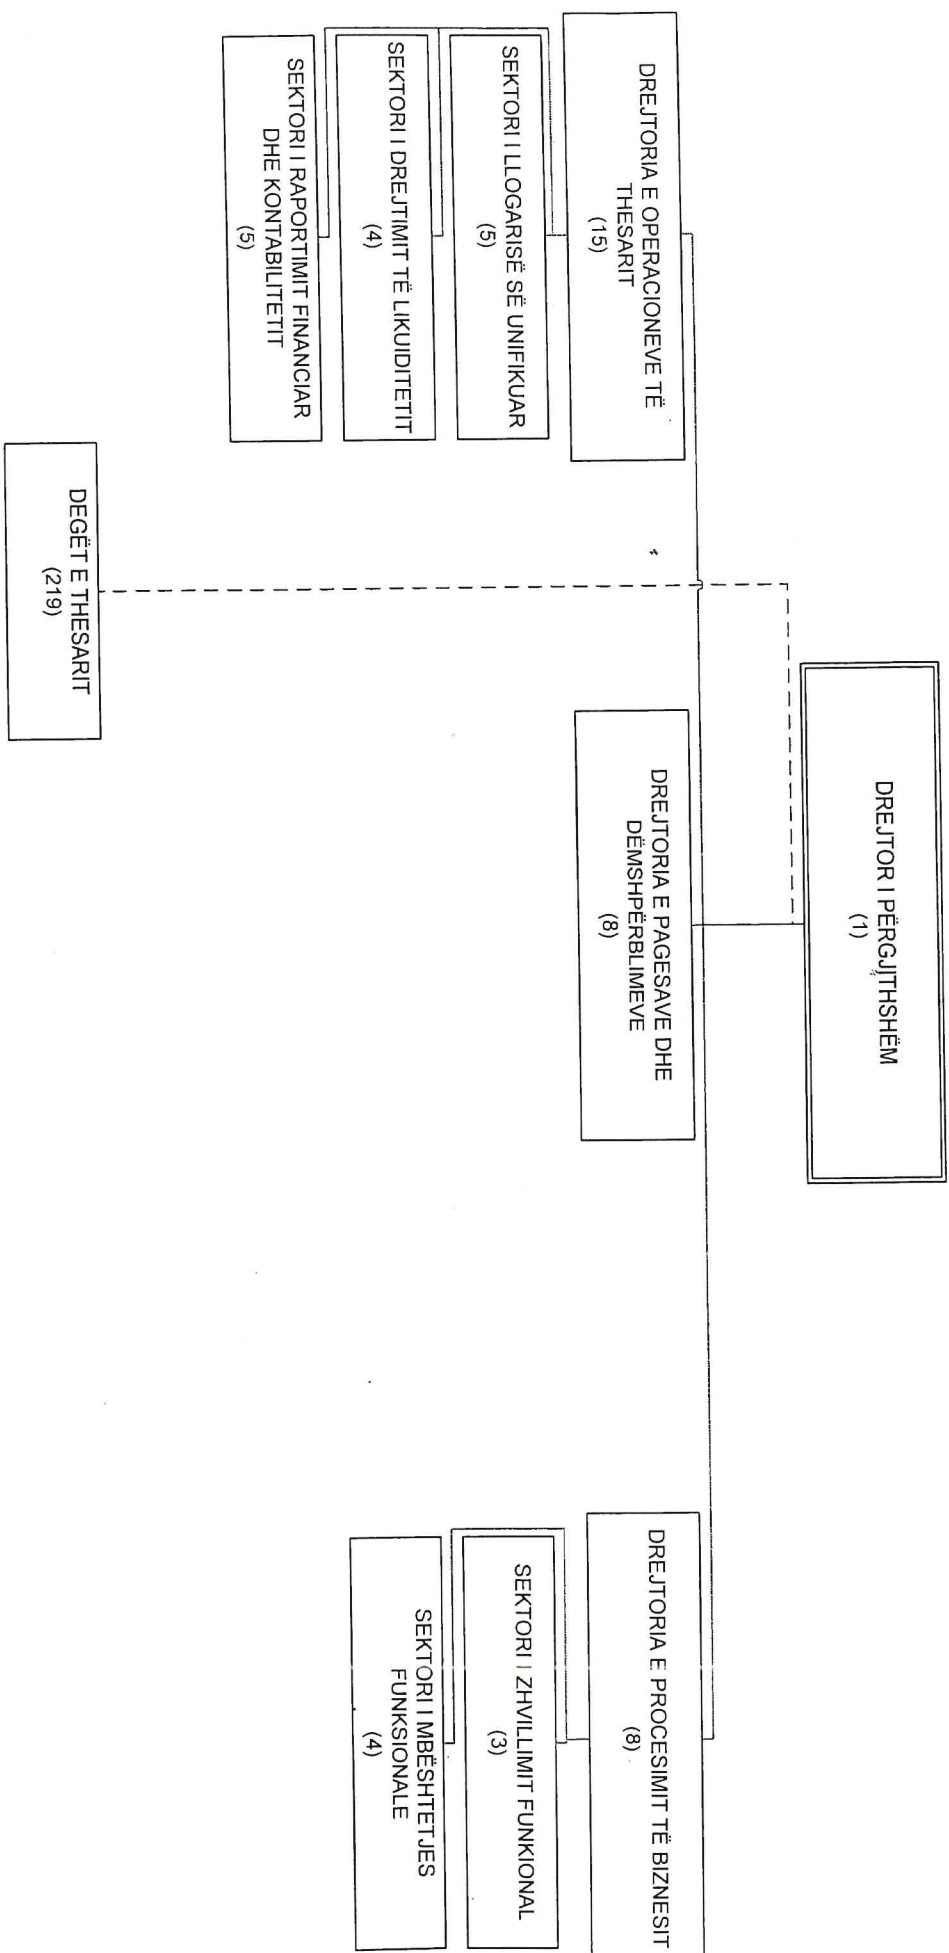 DREJTOR I PËRGJITHSHËM
(1)
DREJTORIA E OPERACIONEVE TË
THESARIT
(15)
SEKTORI I LLOGARISË SË UNIFIKUAR
(5)
SEKTORI I DREJTIMIT TË LIKUIDITETIT
(4)
SEKTORI I RAPORTIMIT FINANCIAR
DHE KONTABILITETIT
(5)
DREJTORIA E PAGESAVE DHE
DËMSHPËRBLIMEVE
(8)
DREJTORIA E PROCESIMIT TË BIZNESIT
(8)
SEKTORI I ZHVILLIMIT FUNKIONAL
(3)
SEKTORI I MBËSHTETJES
FUNKSIONALE
(4)
DEGËT E THESARIT
(219)